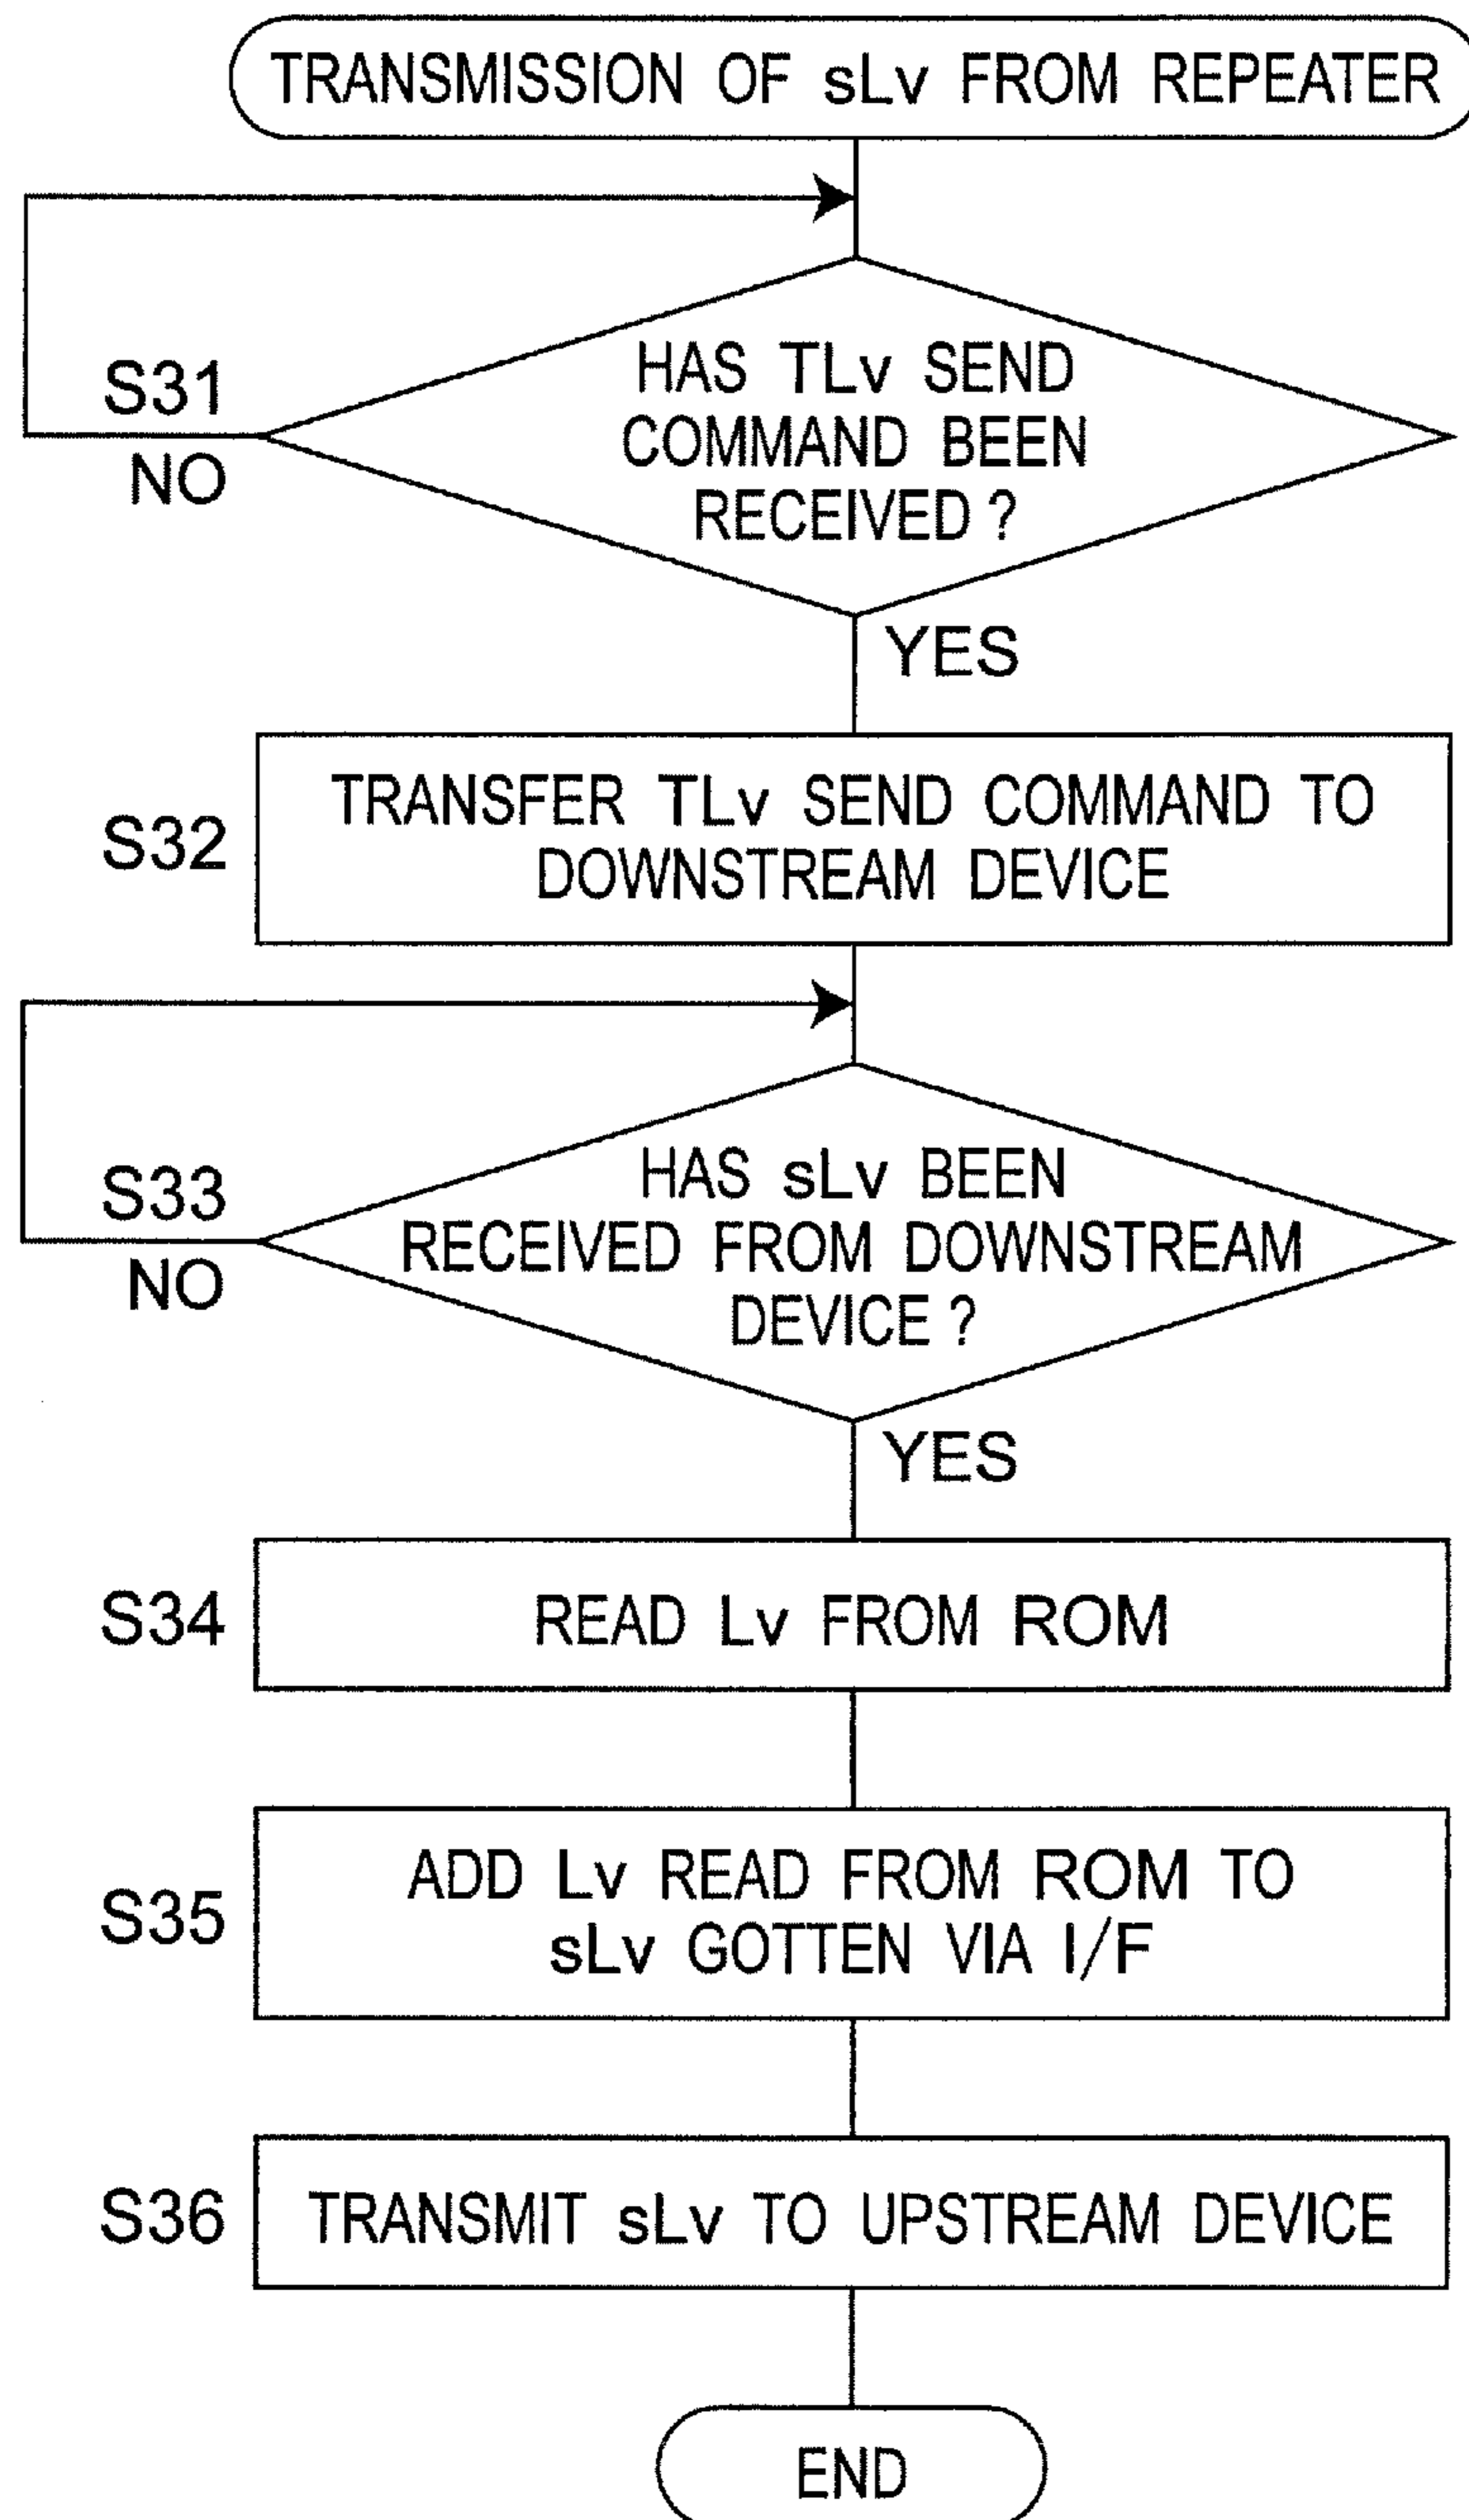 TRANSMISSION OF sLv FROM REPEATER
S31
NO
HAS TLv SEND
COMMAND BEEN
RECEIVED ?
YES
S32
TRANSFER TLv SEND COMMAND TO
DOWNSTREAM DEVICE
S33
NO
HAS sLv BEEN
RECEIVED FROM DOWNSTREAM
DEVICE ?
YES
S34
READ Lv FROM ROM
S35
ADD Lv READ FROM ROM TO
sLv GOTTEN VIA I/F
S36
TRANSMIT sLv TO UPSTREAM DEVICE
END